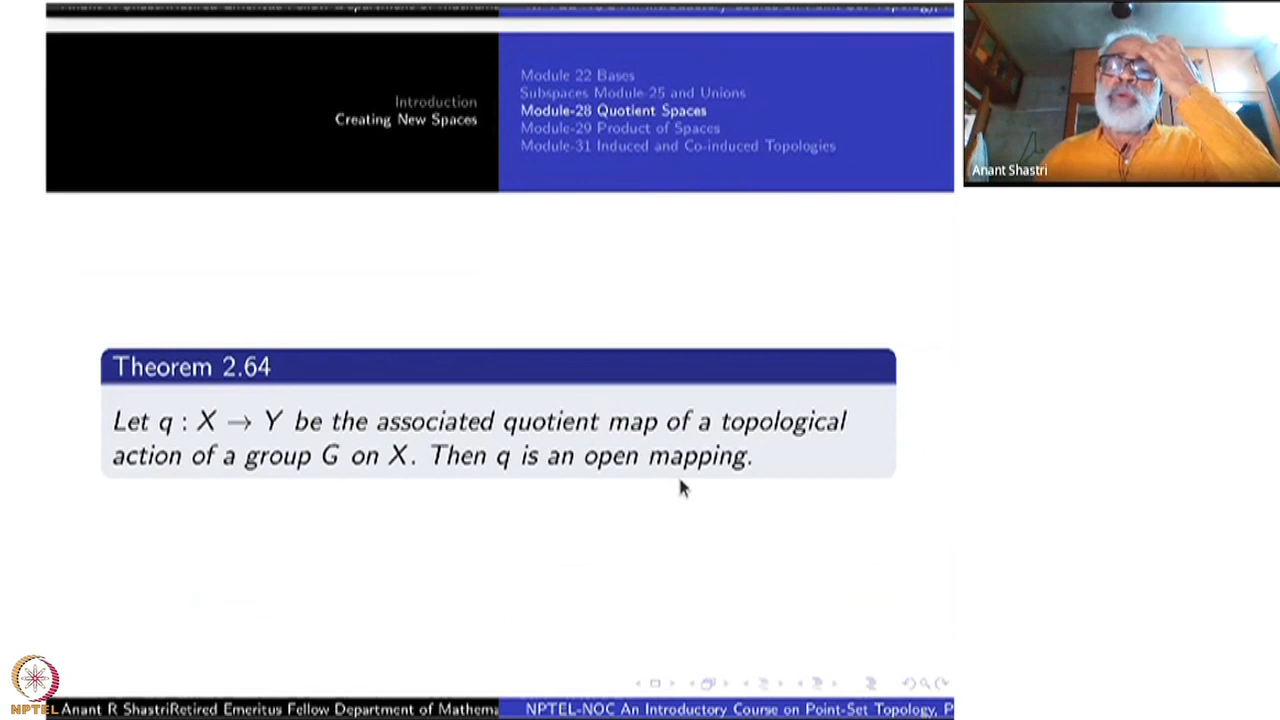 Introduction
Creating New Spaces
Module 22 Bases
Subspaces Module-25 and Unions
Module-28 Quotient Spaces
Module-29 Product of Spaces
Module-31 Induced and Co-induced Topologies
Anant Shastri
Theorem 2.64
Let q : X → Y be the associated quotient map of a topological
action of a group G on X. Then q is an open mapping.
NPTEL
Anant R ShastriRetired Emeritus Fellow Department of Mathema
NPTEL-NOC An Introductory Course on Point-Set Topology, P